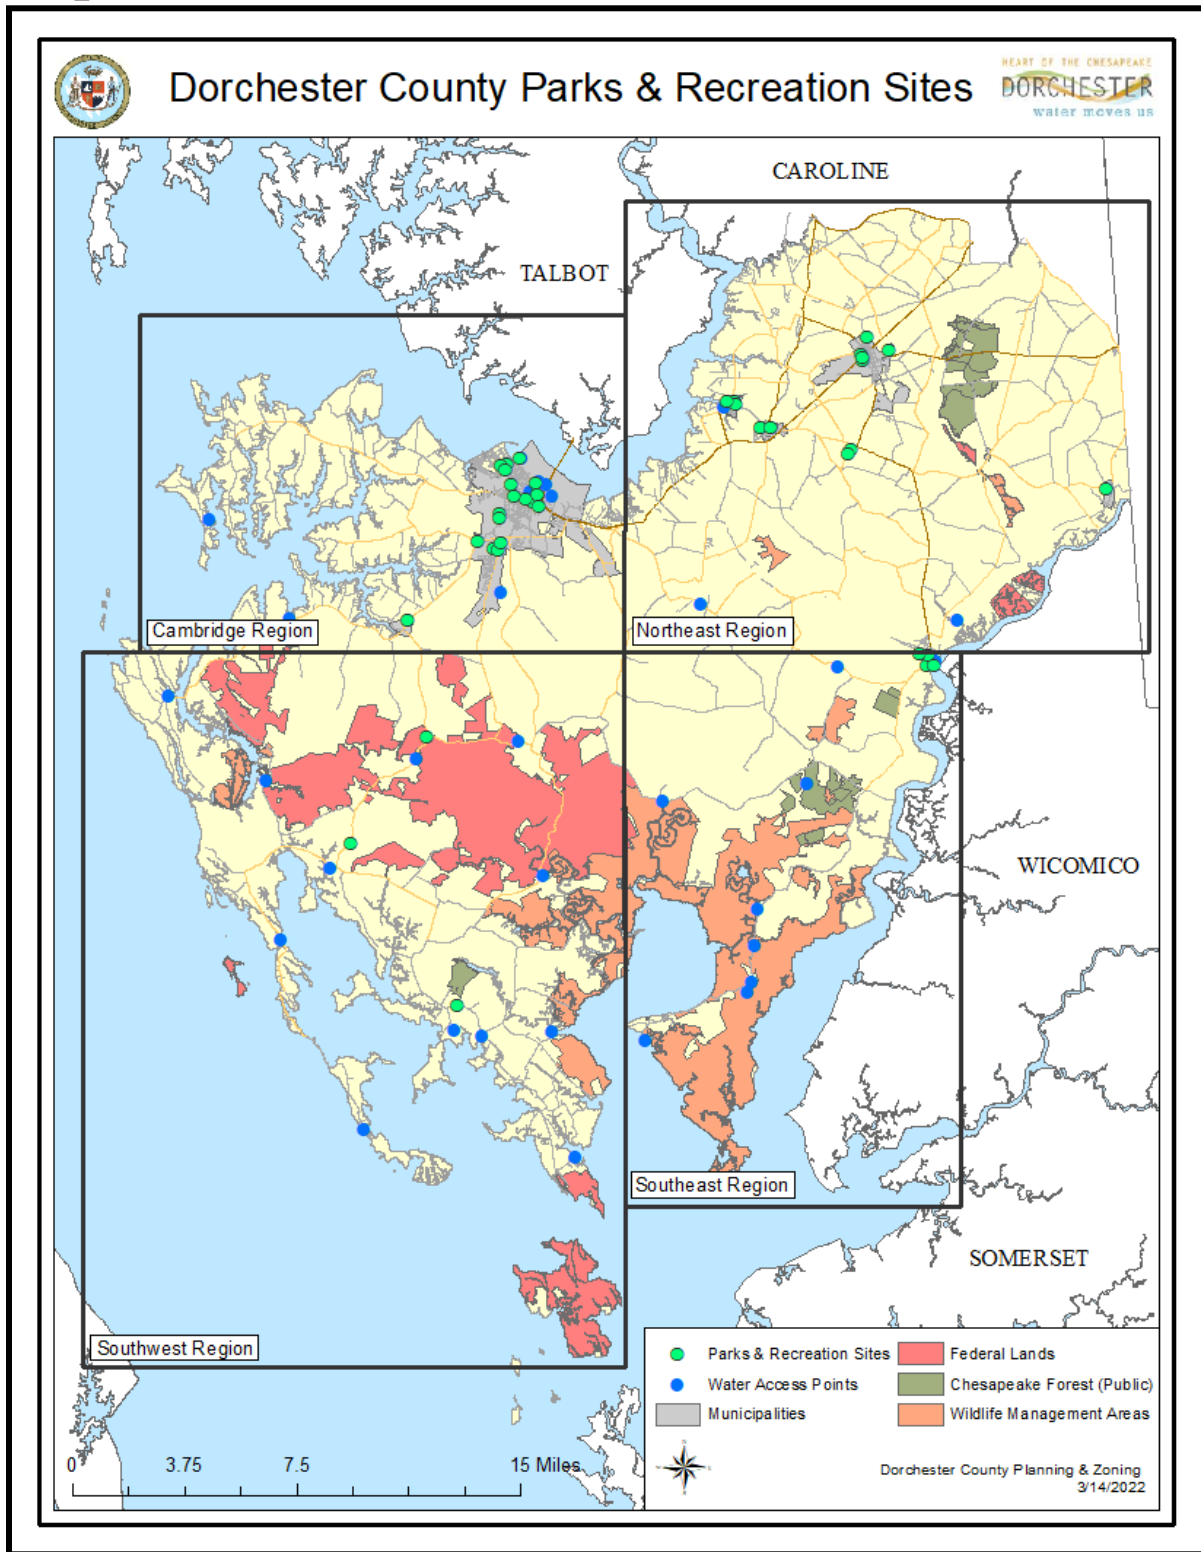 Dorchester County Parks & Recreation Sites
HEART OF THE CHESAPEAKE
DORCHESTER
water moves us
CAROLINE
TALBOT
Cambridge Region
Northeast Region
WICOMICO
Southeast Region
SOMERSET
Southwest Region
Parks & Recreation Sites
Federal Lands
Water Access Points
Chesapeake Forest (Public)
Municipalities
Wildlife Management Areas
0 3.75 7.5 15 Miles
Dorchester County Planning & Zoning
3/14/2022